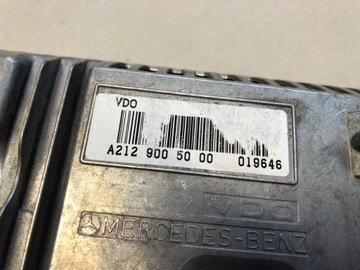 VDO
A212 900 50 00 019646
VDO
MERCEDES-BENZ